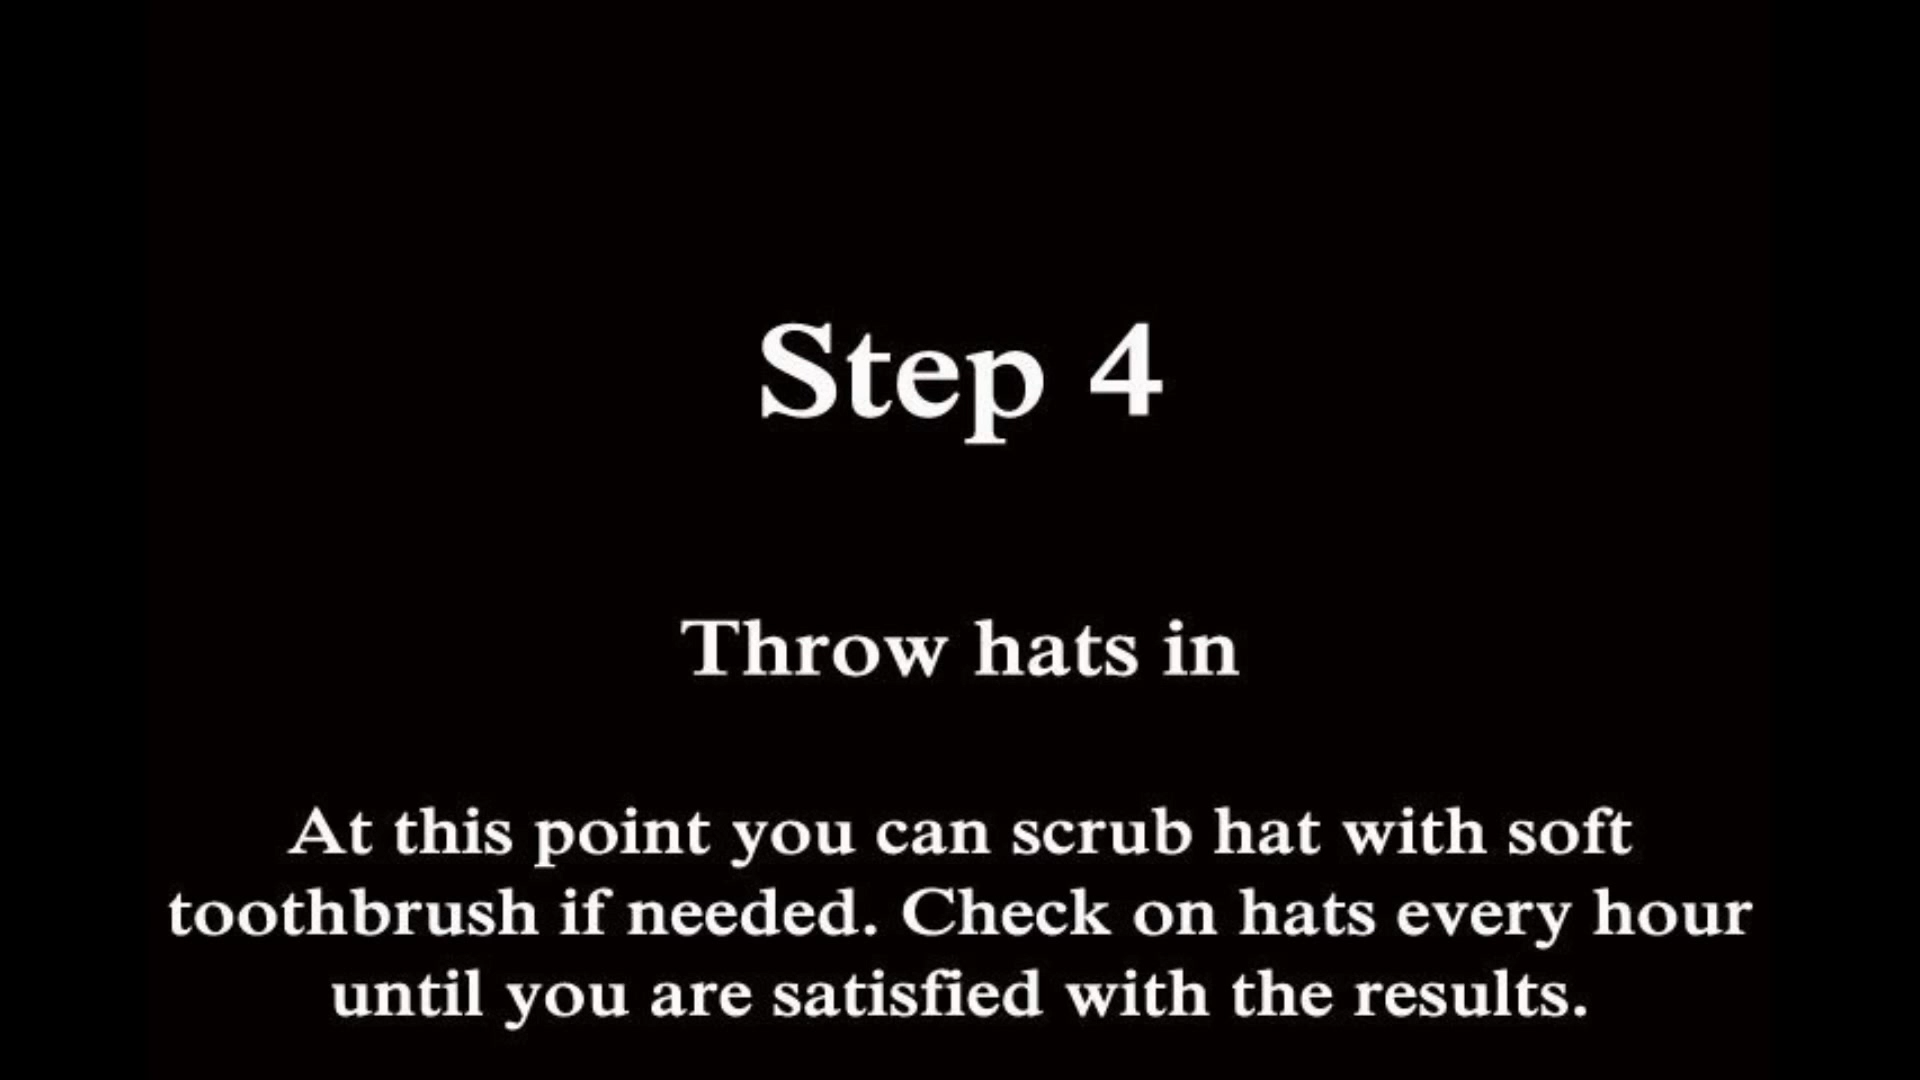 Step 4
Throw hats in
At this point you can scrub hat with soft
toothbrush if needed. Check on hats every hour
until you are satisfied with the results.